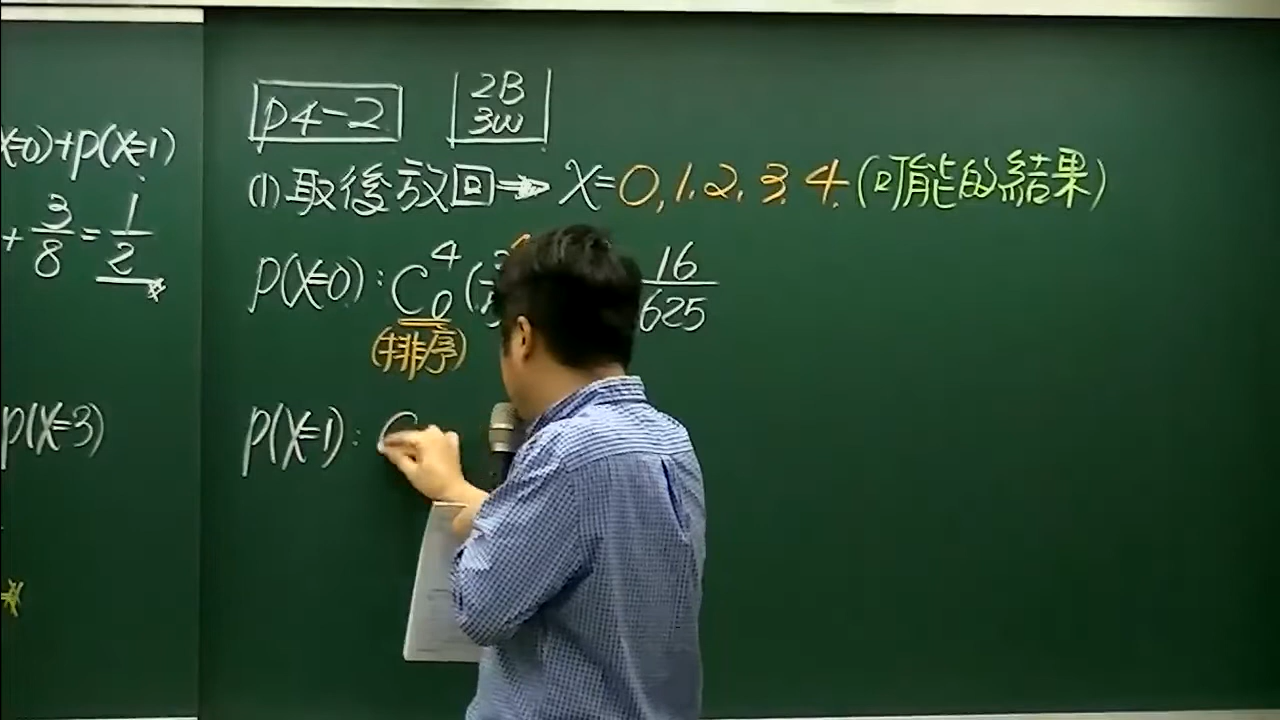 x=0)+p(x=1)
+ 3/8 = 1/2
p(x=3)
p4-2
2B
3W
(1)取後放回→ x=0,1.2.3.4.(可能的結果)
p(x=0):C₀⁴( 16/625
(排序)
p(x=1): C